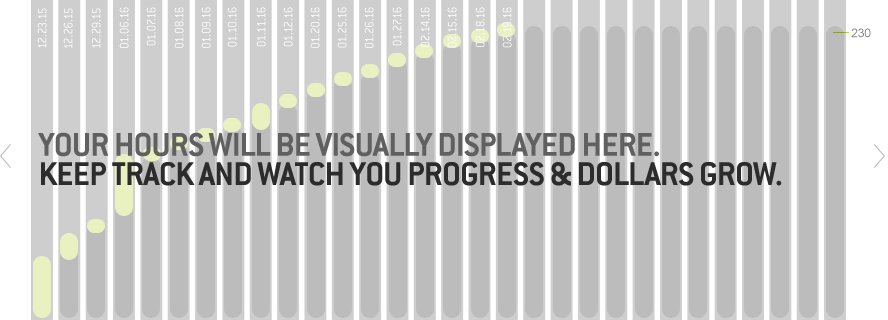 12.23.15 12.26.15 12.29.15 01.06.16 01.07.16 01.08.16 01.09.16 01.10.16 01.11.16 01.12.16 01.20.16 01.25.16 01.26.16 01.27.16 02.14.16 02.15.16 02.18.16
230
YOUR HOURS WILL BE VISUALLY DISPLAYED HERE.
KEEP TRACK AND WATCH YOU PROGRESS & DOLLARS GROW.